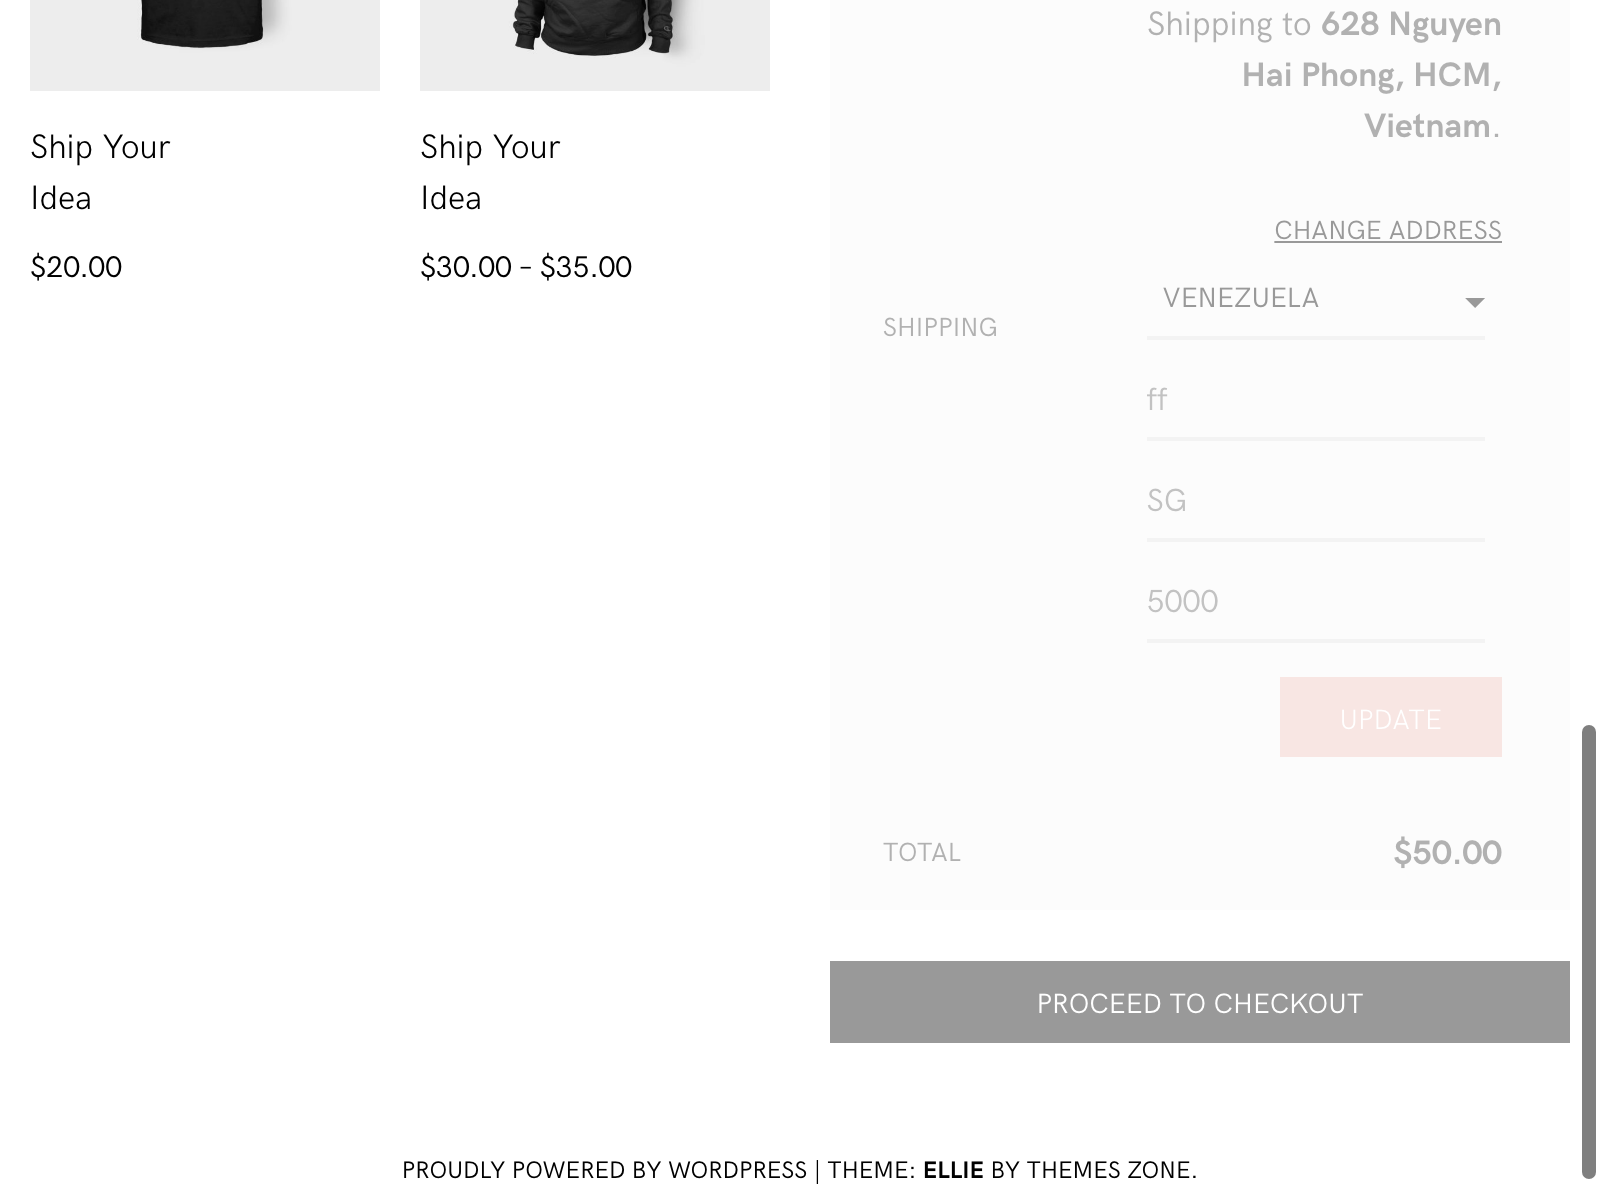 Ship Your
Idea
$20.00
Ship Your
Idea
$30.00 – $35.00
Shipping to 628 Nguyen
Hai Phong, HCM,
Vietnam.
CHANGE ADDRESS
SHIPPING
VENEZUELA
ff
SG
5000
UPDATE
TOTAL
$50.00
PROCEED TO CHECKOUT
PROUDLY POWERED BY WORDPRESS | THEME: ELLIE BY THEMES ZONE.